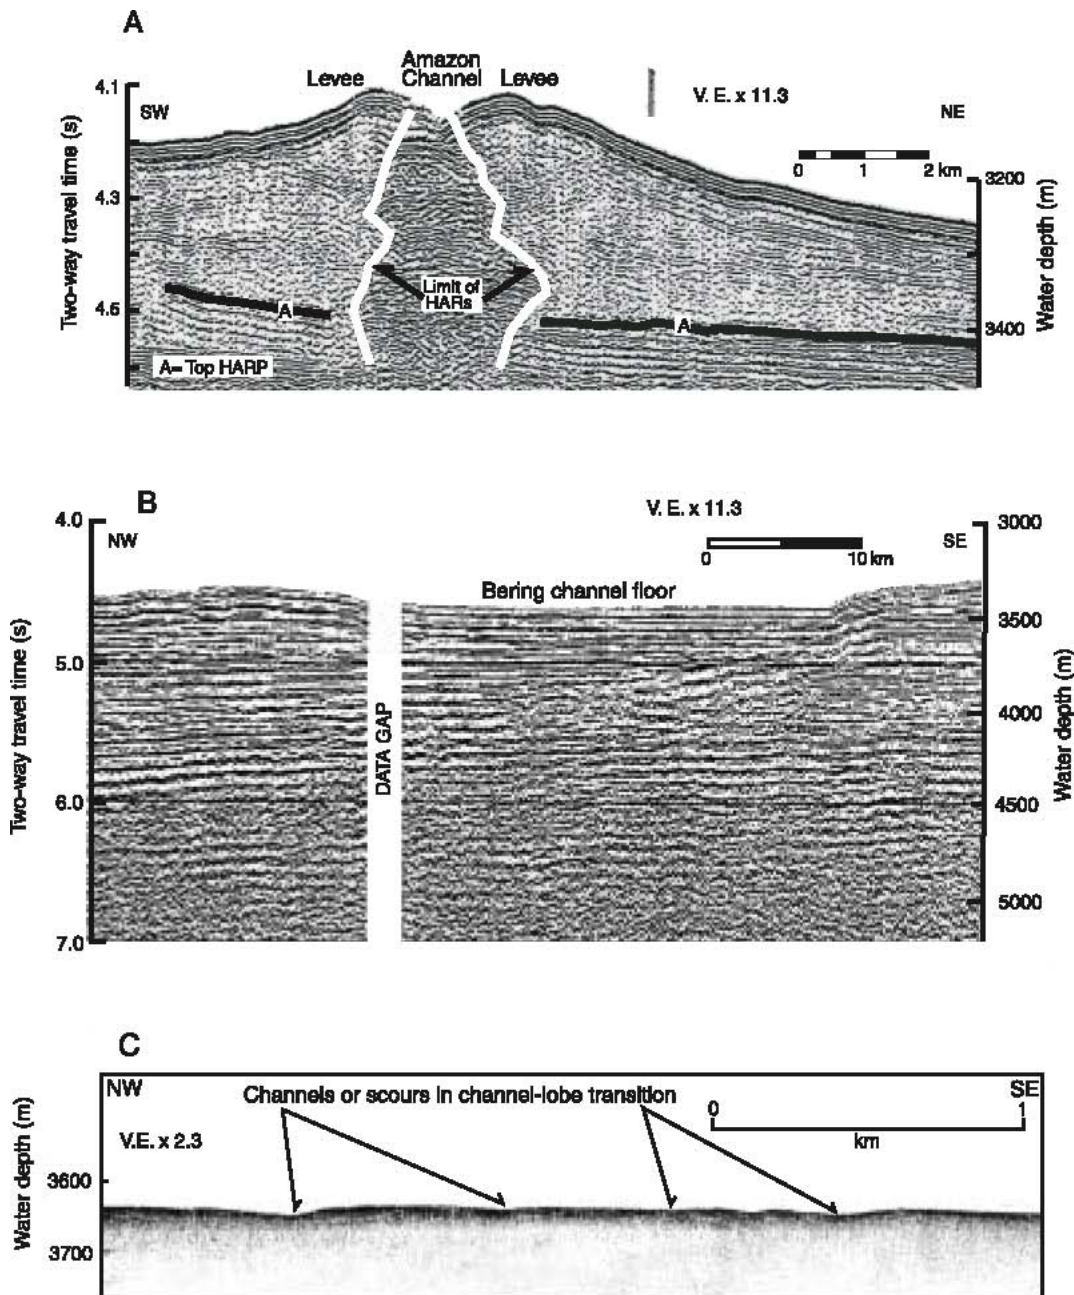 A
Amazon
Levee Channel Levee
4.1
V. E. x 11.3
SW
NE
0 1 2 km
3200
4.3
Two-way travel time (s)
Water depth (m)
Limit of
HARs
A
4.6
A
3400
A= Top HARP
B
V. E. x 11.3
4.0
3000
NW
SE
0 10 km
Bering channel floor
3500
5.0
Two-way travel time (s)
Water depth (m)
DATA GAP
4000
6.0
4500
5000
7.0
C
NW
SE
Channels or scours in channel-lobe transition
0 1
km
V.E. x 2.3
Water depth (m)
3600
3700